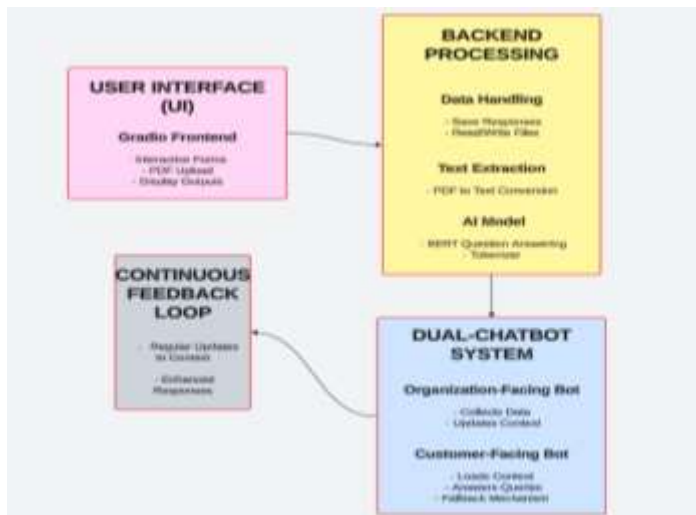 USER INTERFACE
(UI)
Gradio Frontend
- Interactive Forms
- PDF Upload
- Display Outputs
BACKEND
PROCESSING
Data Handling
- Save Responses
- Read/Write Files
Text Extraction
- PDF to Text Conversion
AI Model
- BERT Question Answering
- Tokenizer
DUAL-CHATBOT
SYSTEM
Organization-Facing Bot
- Collects Data
- Updates Context
Customer-Facing Bot
- Loads Context
- Answers Queries
- Fallback Mechanism
CONTINUOUS
FEEDBACK
LOOP
- Regular Updates
to Context
- Enhanced
Responses